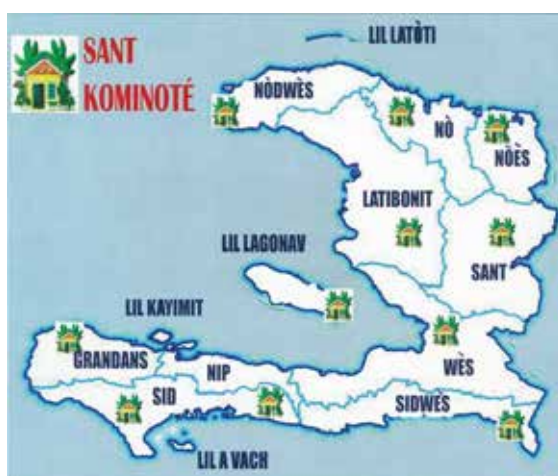 SANT
KOMINOTÉ
LIL LATÒTI
NÒDWÈS
NÒ
NÒÈS
LATIBONIT
LIL LAGONAV
SANT
LIL KAYIMIT
GRANDANS
NIP
WÈS
SID
SIDWÈS
LIL A VACH